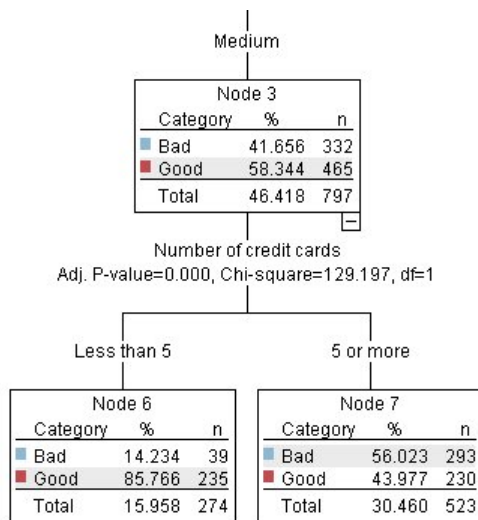 Medium
Node 3
Category % n
Bad 41.656 332
Good 58.344 465
Total 46.418 797
Number of credit cards
Adj. P-value=0.000, Chi-square=129.197, df=1
Less than 5
5 or more
Node 6
Category % n
Bad 14.234 39
Good 85.766 235
Total 15.958 274
Node 7
Category % n
Bad 56.023 293
Good 43.977 230
Total 30.460 523